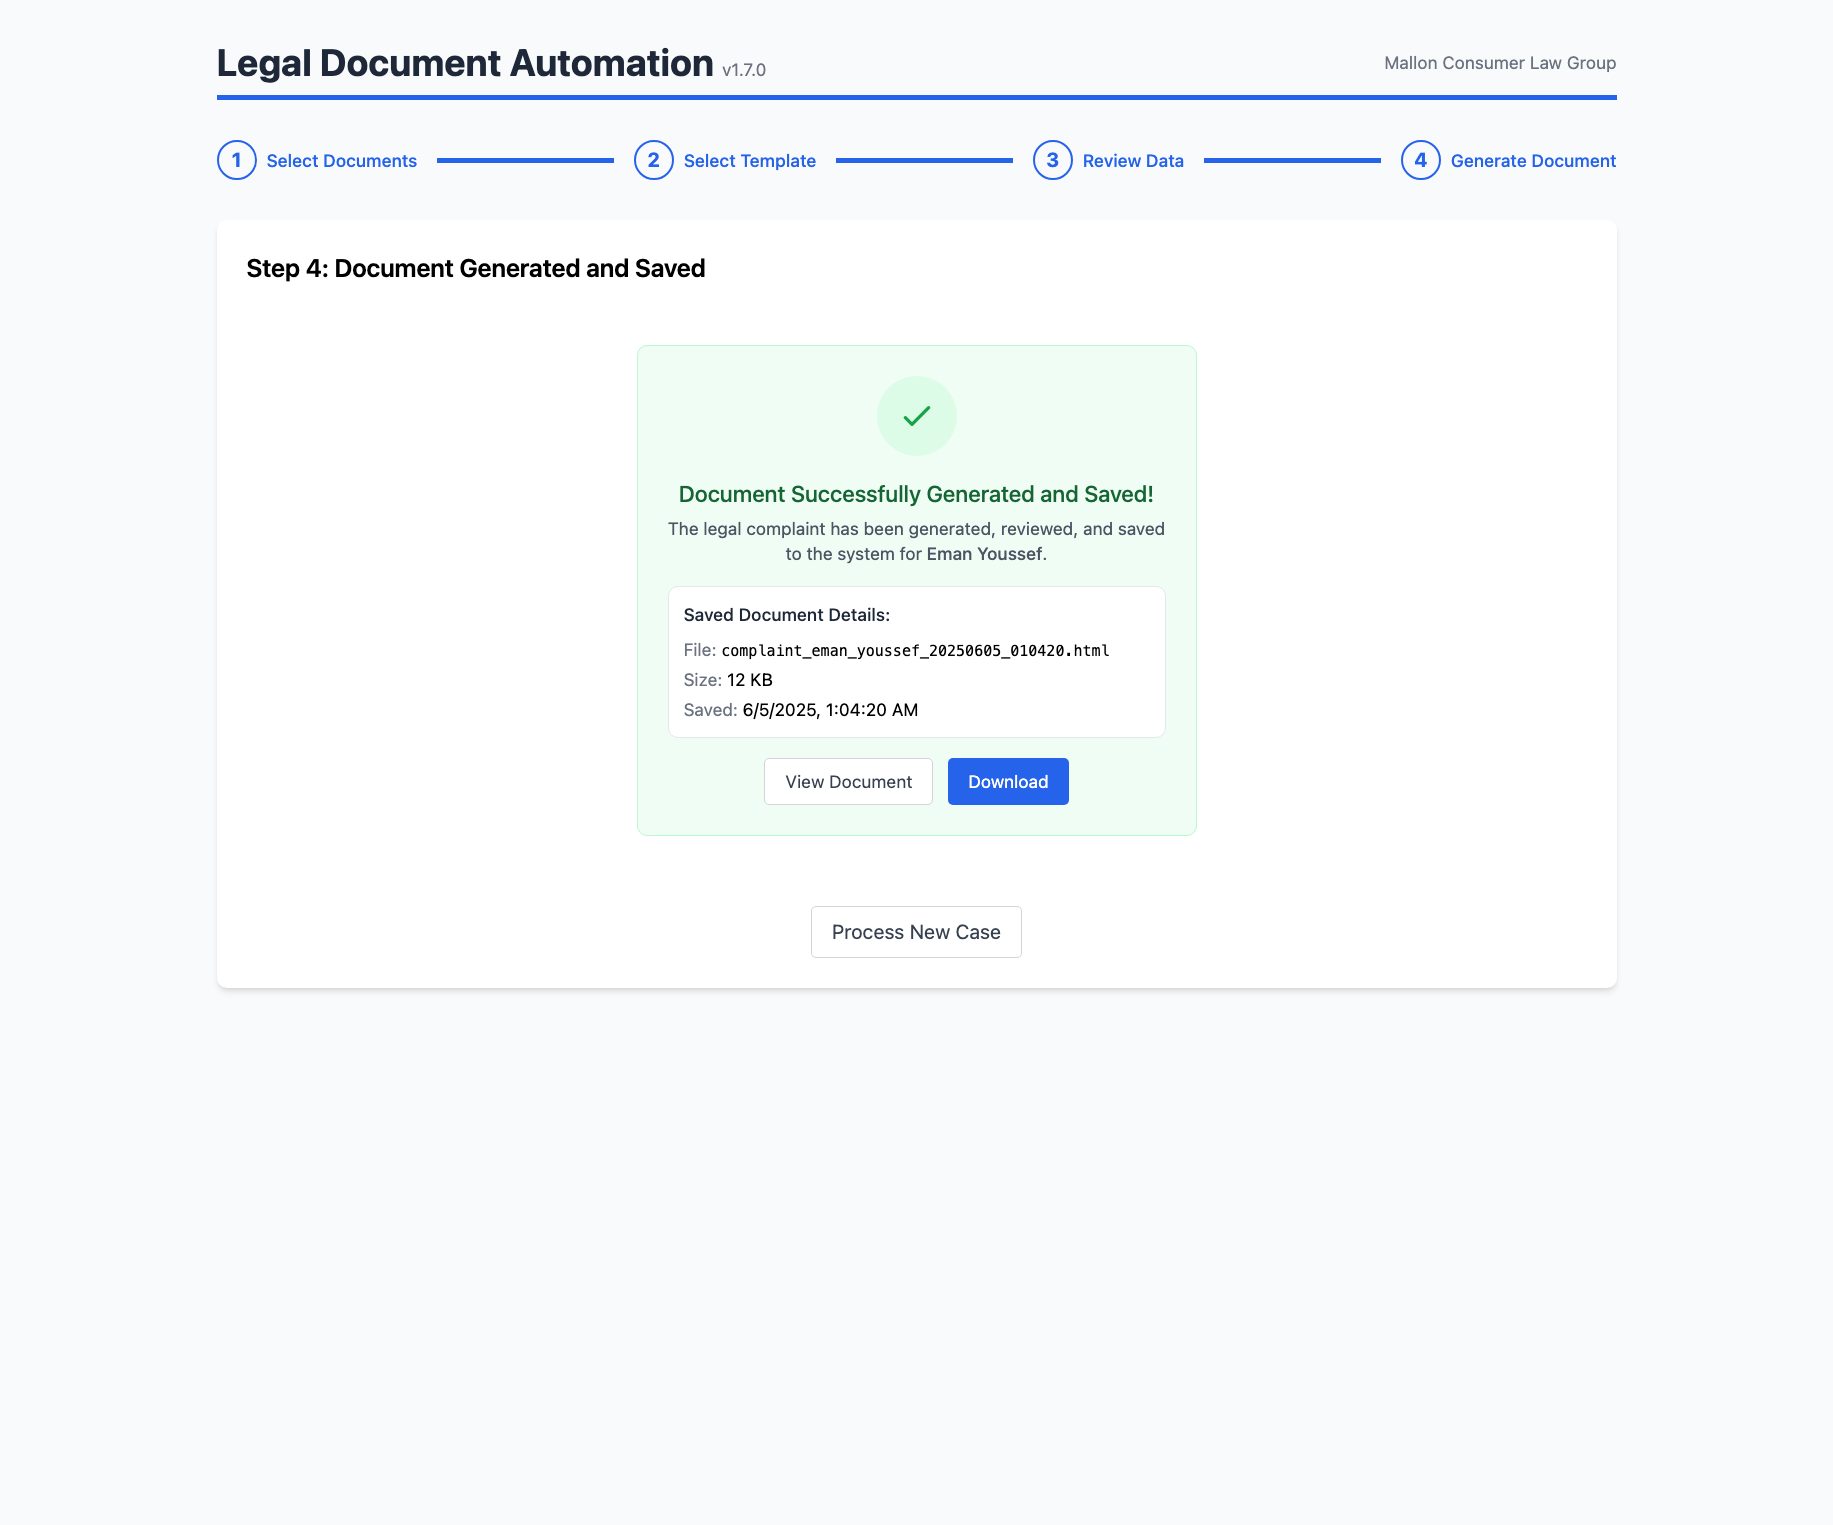 Legal Document Automation v1.7.0
Mallon Consumer Law Group
1 Select Documents
2 Select Template
3 Review Data
4 Generate Document
Step 4: Document Generated and Saved
Document Successfully Generated and Saved!
The legal complaint has been generated, reviewed, and saved
to the system for Eman Youssef.
Saved Document Details:
File: complaint_eman_youssef_20250605_010420.html
Size: 12 KB
Saved: 6/5/2025, 1:04:20 AM
View Document
Download
Process New Case